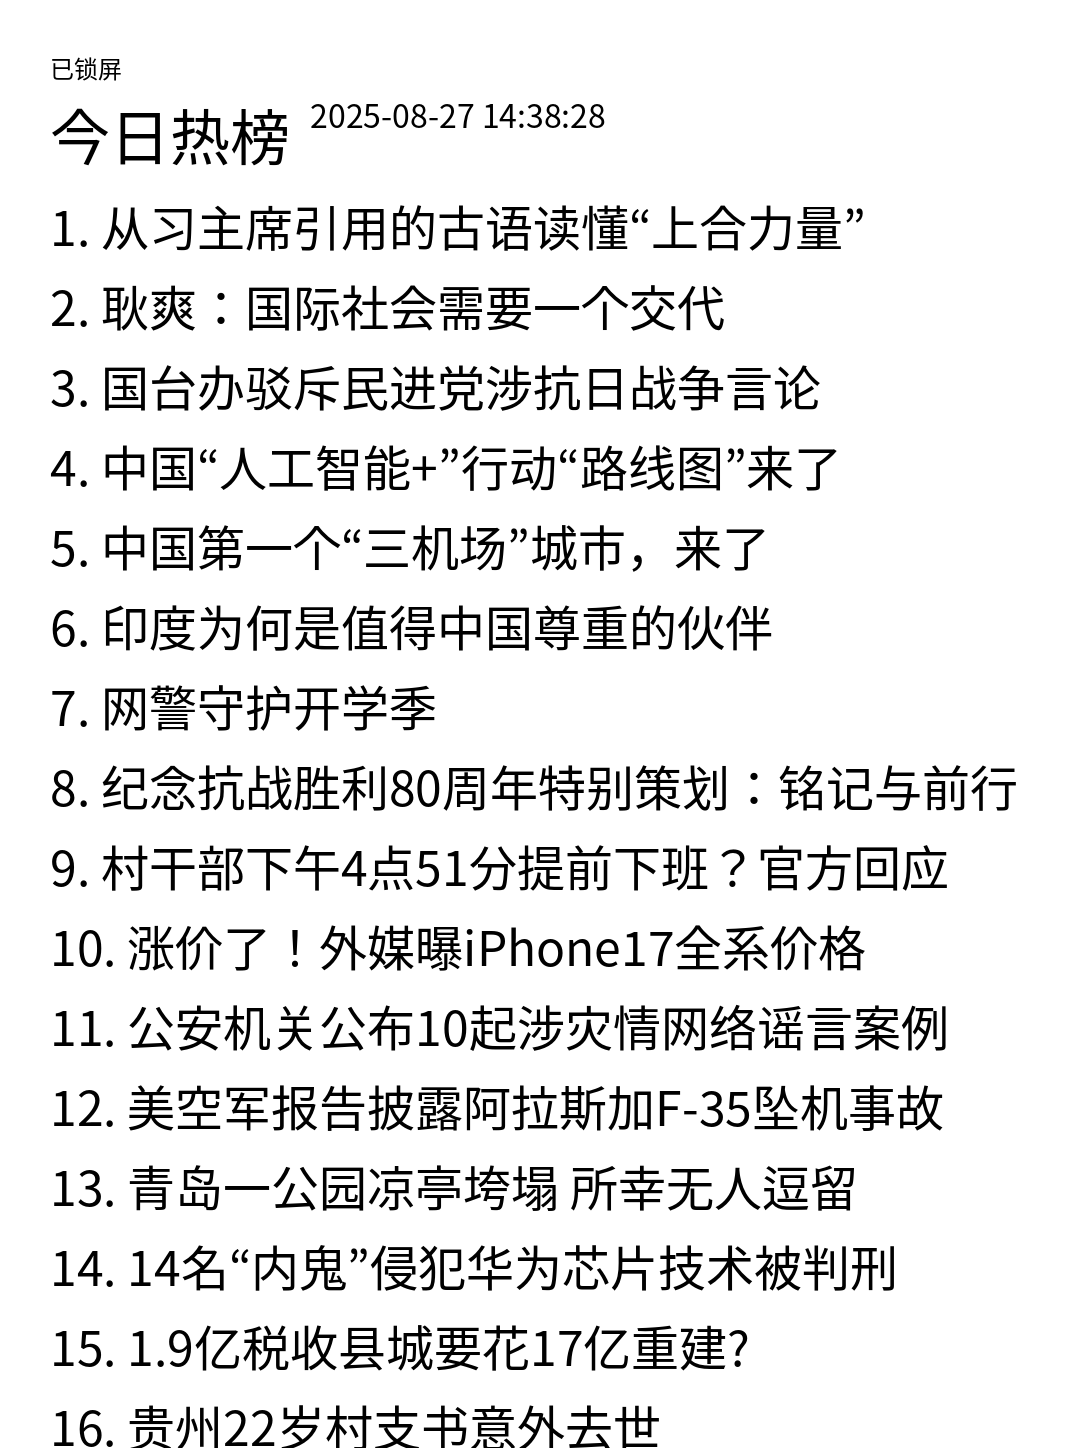 已锁屏
今日热榜 2025-08-27 14:38:28
1. 从习主席引用的古语读懂“上合力量”
2. 耿爽：国际社会需要一个交代
3. 国台办驳斥民进党涉抗日战争言论
4. 中国“人工智能+”行动“路线图”来了
5. 中国第一个“三机场”城市，来了
6. 印度为何是值得中国尊重的伙伴
7. 网警守护开学季
8. 纪念抗战胜利80周年特别策划：铭记与前行
9. 村干部下午4点51分提前下班？官方回应
10. 涨价了！外媒曝iPhone17全系价格
11. 公安机关公布10起涉灾情网络谣言案例
12. 美空军报告披露阿拉斯加F-35坠机事故
13. 青岛一公园凉亭垮塌 所幸无人逗留
14. 14名“内鬼”侵犯华为芯片技术被判刑
15. 1.9亿税收县城要花17亿重建?
16. 贵州22岁村支书意外去世